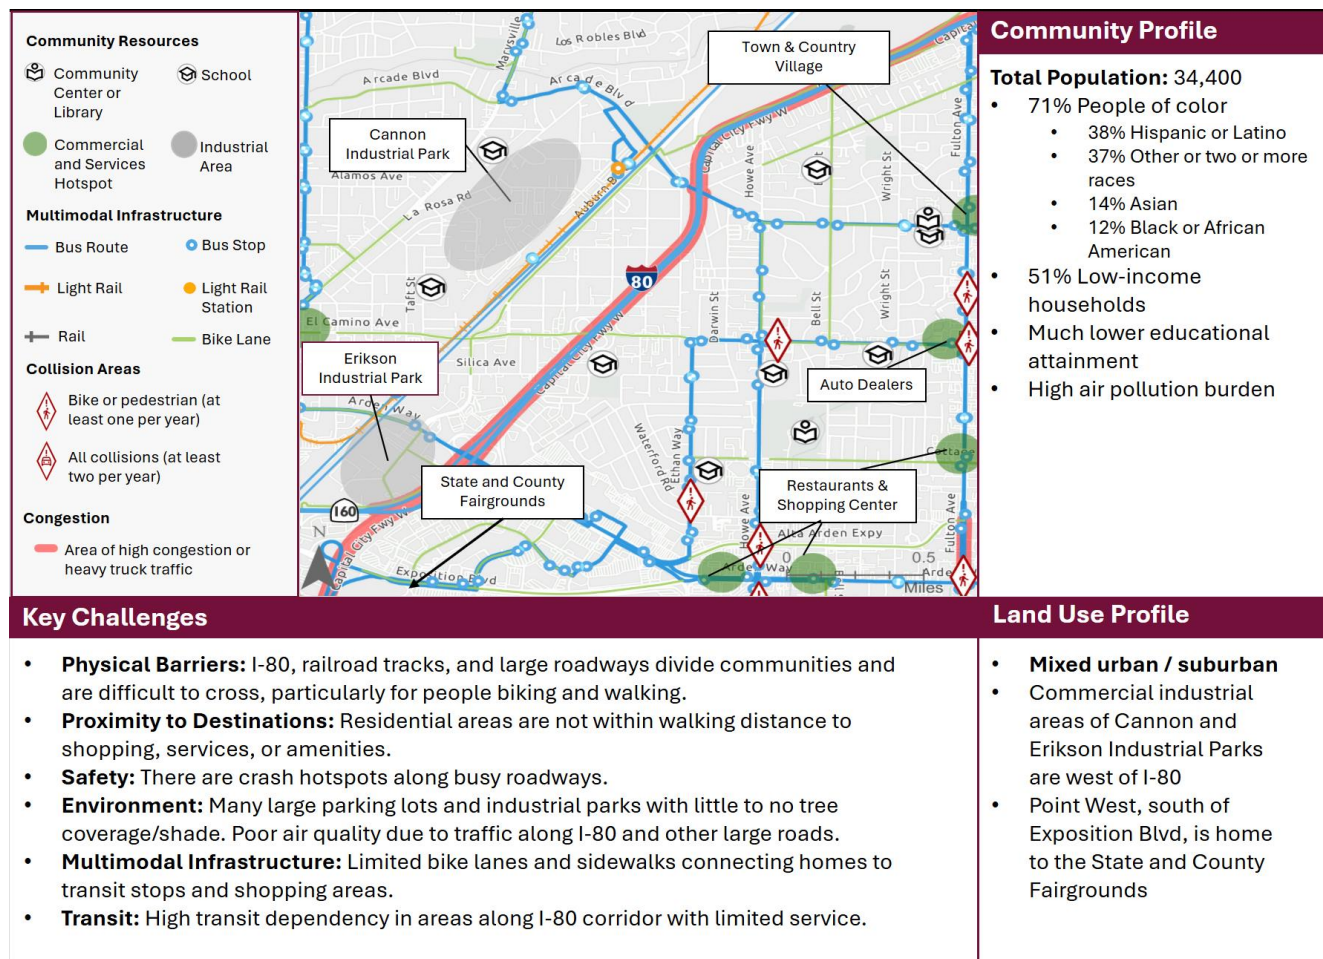 Community Resources
Community
Center or
Library
School
Commercial
and Services
Hotspot
Industrial
Area
Multimodal Infrastructure
Bus Route
Bus Stop
Light Rail
Light Rail
Station
Rail
Bike Lane
Collision Areas
Bike or pedestrian (at
least one per year)
All collisions (at least
two per year)
Congestion
Area of high congestion or
heavy truck traffic
Marysville
Los Robles Blvd
Arcade Blvd
Arcade Blvd
Town & Country
Village
Capital City Fwy W
Cannon
Industrial Park
Alamos Ave
La Rosa Rd
Auburn B
Howe Ave
Wright St
Fulton Ave
Taft St
80
El Camino Ave
Silica Ave
Capital City Fwy W
Darwin St
Bell St
Wright St
Erikson
Industrial Park
Auto Dealers
Arden Way
Waterford Rd
Ethan Way
Cottage
State and County
Fairgrounds
Restaurants &
Shopping Center
160
N
Capital City Fwy W
Howe Ave
Alta Arden Expy
Fulton Ave
0
0.5
Miles
Arde
Way
Arde
Exposition Blvd
Community Profile
Total Population: 34,400
• 71% People of color
• 38% Hispanic or Latino
• 37% Other or two or more
races
• 14% Asian
• 12% Black or African
American
• 51% Low-income
households
• Much lower educational
attainment
• High air pollution burden
Key Challenges
• Physical Barriers: I-80, railroad tracks, and large roadways divide communities and
are difficult to cross, particularly for people biking and walking.
• Proximity to Destinations: Residential areas are not within walking distance to
shopping, services, or amenities.
• Safety: There are crash hotspots along busy roadways.
• Environment: Many large parking lots and industrial parks with little to no tree
coverage/shade. Poor air quality due to traffic along I-80 and other large roads.
• Multimodal Infrastructure: Limited bike lanes and sidewalks connecting homes to
transit stops and shopping areas.
• Transit: High transit dependency in areas along I-80 corridor with limited service.
Land Use Profile
• Mixed urban / suburban
• Commercial industrial
areas of Cannon and
Erikson Industrial Parks
are west of I-80
• Point West, south of
Exposition Blvd, is home
to the State and County
Fairgrounds